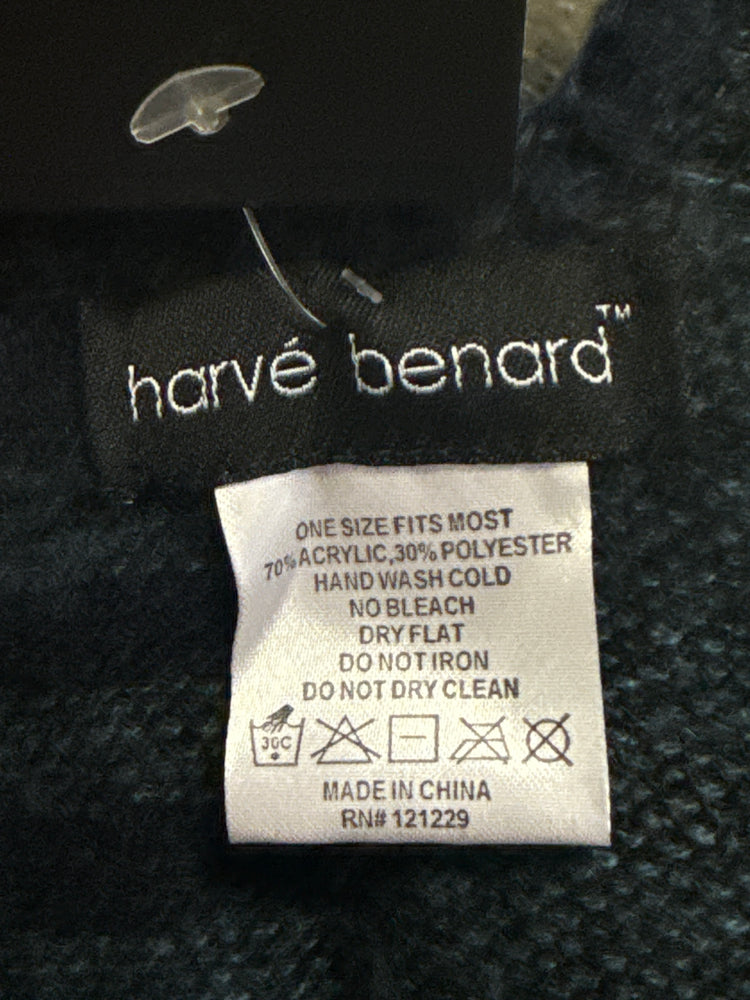 harvé benard™
ONE SIZE FITS MOST
70% ACRYLIC,30% POLYESTER
HAND WASH COLD
NO BLEACH
DRY FLAT
DO NOT IRON
DO NOT DRY CLEAN
30C
MADE IN CHINA
RN# 121229